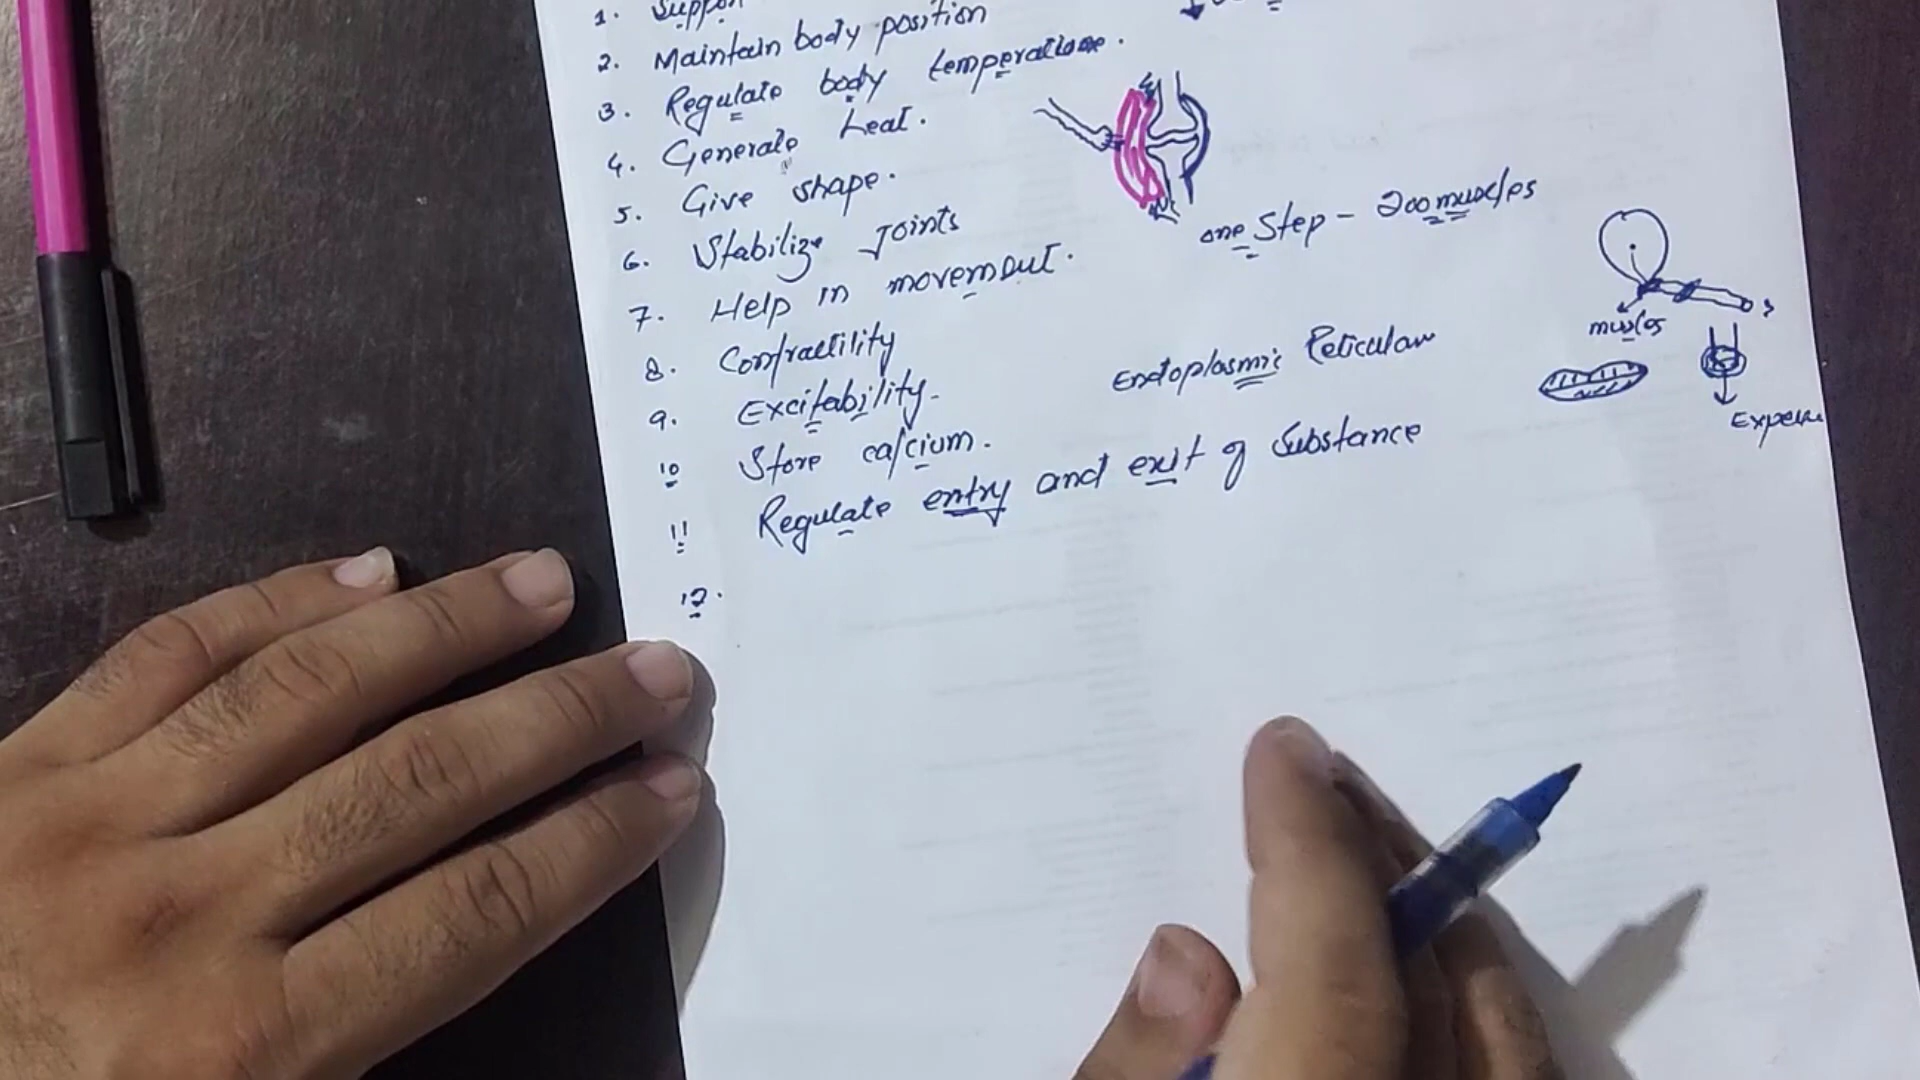 1. Support
2. Maintain body position
3. Regulate body temperature.
4. Generate heat.
5. Give shape.
6. Stabilize Joints
7. Help in movement.
one Step - 200 muscles
muscles
8. Contractility
Endoplasmic Reticular
9. Excitability.
10 Store calcium.
11 Regulate entry and exit of Substance
12.